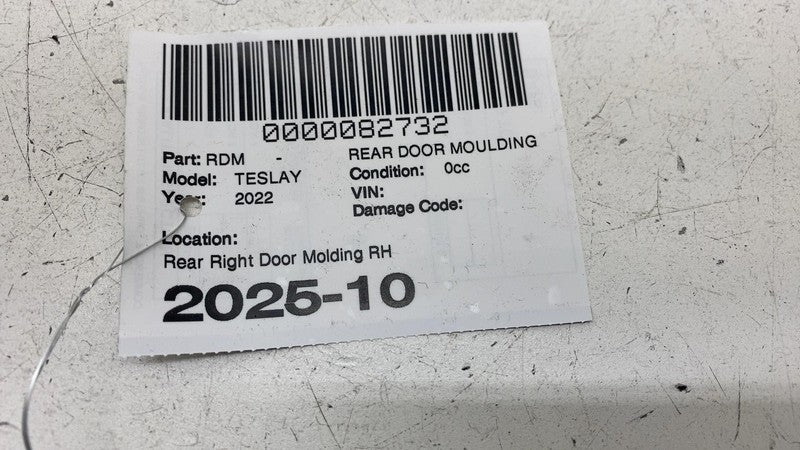 0000082732
Part: RDM - REAR DOOR MOULDING
Model: TESLAY Condition: 0cc
Year: 2022 VIN:
Damage Code:
Location:
Rear Right Door Molding RH
2025-10